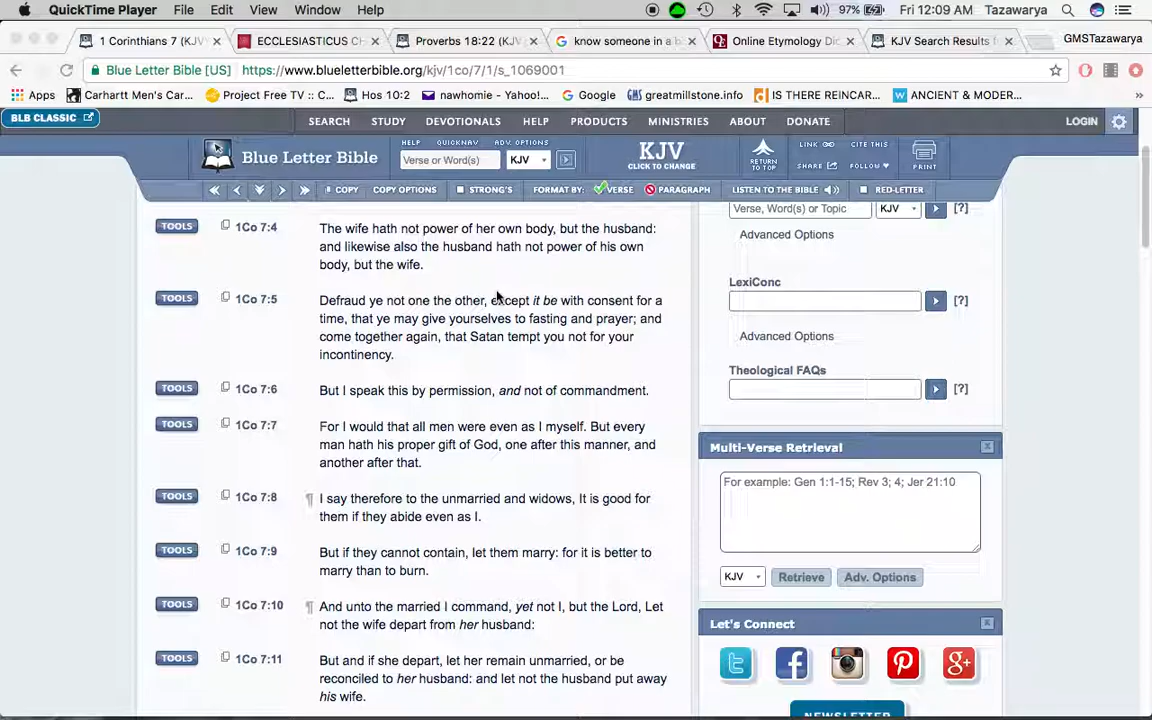 QuickTime Player File Edit View Window Help 97% Fri 12:09 AM Tazawarya
1 Corinthians 7 (KJV ECCLESIASTICUS CH Proverbs 18:22 (KJV know someone in a b Online Etymology Dic KJV Search Results fo GMSTazawarya
Blue Letter Bible [US] https://www.blueletterbible.org/kjv/1co/7/1/s_1069001
Apps Carhartt Men's Car... Project Free TV :: C... Hos 10:2 nawhomie - Yahoo!... Google greatmillstone.info IS THERE REINCAR... ANCIENT & MODER... »
BLB CLASSIC SEARCH STUDY DEVOTIONALS HELP PRODUCTS MINISTRIES ABOUT DONATE LOGIN
HELP QUICKNAV ADV. OPTIONS
Blue Letter Bible Verse or Word(s) KJV KJV CLICK TO CHANGE RETURN TO TOP LINK CITE THIS SHARE FOLLOW PRINT
COPY COPY OPTIONS STRONG'S FORMAT BY: VERSE PARAGRAPH LISTEN TO THE BIBLE RED-LETTER
TOOLS 1Co 7:4 The wife hath not power of her own body, but the husband:
and likewise also the husband hath not power of his own
body, but the wife.
TOOLS 1Co 7:5 Defraud ye not one the other, except it be with consent for a
time, that ye may give yourselves to fasting and prayer; and
come together again, that Satan tempt you not for your
incontinency.
TOOLS 1Co 7:6 But I speak this by permission, and not of commandment.
TOOLS 1Co 7:7 For I would that all men were even as I myself. But every
man hath his proper gift of God, one after this manner, and
another after that.
TOOLS 1Co 7:8 ¶ I say therefore to the unmarried and widows, It is good for
them if they abide even as I.
TOOLS 1Co 7:9 But if they cannot contain, let them marry: for it is better to
marry than to burn.
TOOLS 1Co 7:10 ¶ And unto the married I command, yet not I, but the Lord, Let
not the wife depart from her husband:
TOOLS 1Co 7:11 But and if she depart, let her remain unmarried, or be
reconciled to her husband: and let not the husband put away
his wife.
Verse, Word(s) or Topic KJV [?]
Advanced Options
LexiConc
[?]
Advanced Options
Theological FAQs
[?]
Multi-Verse Retrieval
For example: Gen 1:1-15; Rev 3; 4; Jer 21:10
KJV Retrieve Adv. Options
Let's Connect
NEWSLETTER